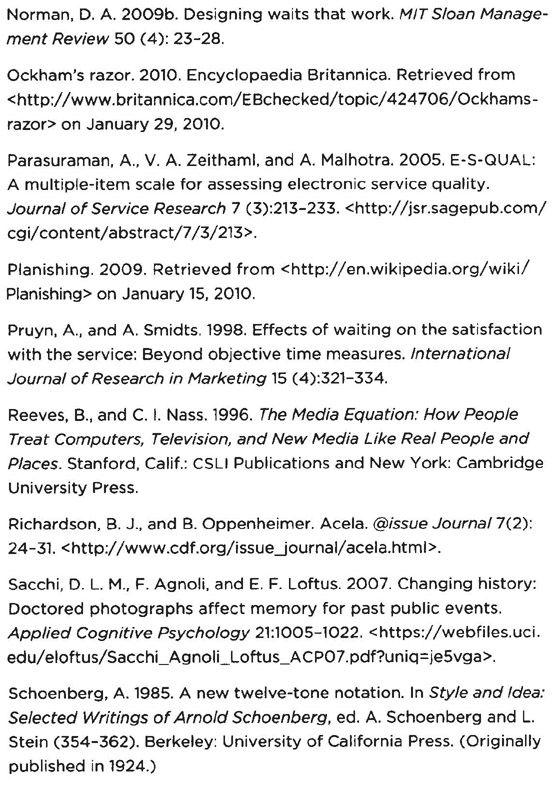 Norman, D. A. 2009b. Designing waits that work. MIT Sloan Manage-
ment Review 50 (4): 23–28.
Ockham's razor. 2010. Encyclopaedia Britannica. Retrieved from
<http://www.britannica.com/EBchecked/topic/424706/Ockhams-
razor> on January 29, 2010.
Parasuraman, A., V. A. Zeithaml, and A. Malhotra. 2005. E-S-QUAL:
A multiple-item scale for assessing electronic service quality.
Journal of Service Research 7 (3):213–233. <http://jsr.sagepub.com/
cgi/content/abstract/7/3/213>.
Planishing. 2009. Retrieved from <http://en.wikipedia.org/wiki/
Planishing> on January 15, 2010.
Pruyn, A., and A. Smidts. 1998. Effects of waiting on the satisfaction
with the service: Beyond objective time measures. International
Journal of Research in Marketing 15 (4):321–334.
Reeves, B., and C. I. Nass. 1996. The Media Equation: How People
Treat Computers, Television, and New Media Like Real People and
Places. Stanford, Calif.: CSLI Publications and New York: Cambridge
University Press.
Richardson, B. J., and B. Oppenheimer. Acela. @issue Journal 7(2):
24–31. <http://www.cdf.org/issue_journal/acela.html>.
Sacchi, D. L. M., F. Agnoli, and E. F. Loftus. 2007. Changing history:
Doctored photographs affect memory for past public events.
Applied Cognitive Psychology 21:1005–1022. <https://webfiles.uci.
edu/eloftus/Sacchi_Agnoli_Loftus_ACP07.pdf?uniq=je5vga>.
Schoenberg, A. 1985. A new twelve-tone notation. In Style and Idea:
Selected Writings of Arnold Schoenberg, ed. A. Schoenberg and L.
Stein (354–362). Berkeley: University of California Press. (Originally
published in 1924.)